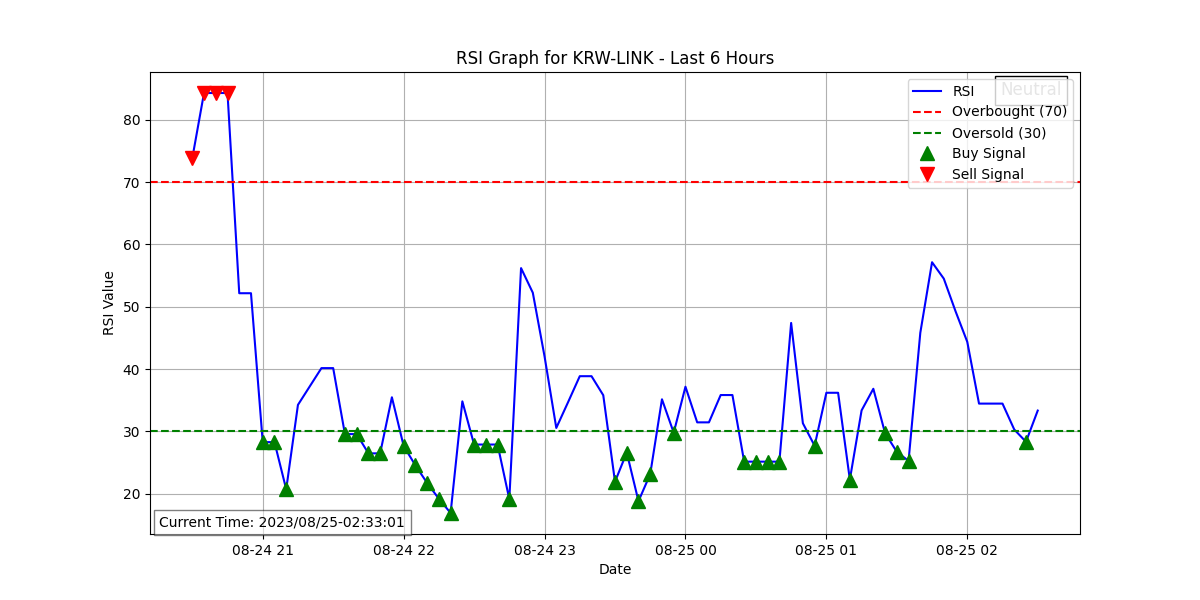 RSI Graph for KRW-LINK - Last 6 Hours
Neutral
RSI
Overbought (70)
Oversold (30)
Buy Signal
Sell Signal
80
70
60
50
40
30
20
RSI Value
Current Time: 2023/08/25-02:33:01
08-24 21
08-24 22
08-24 23
08-25 00
08-25 01
08-25 02
Date